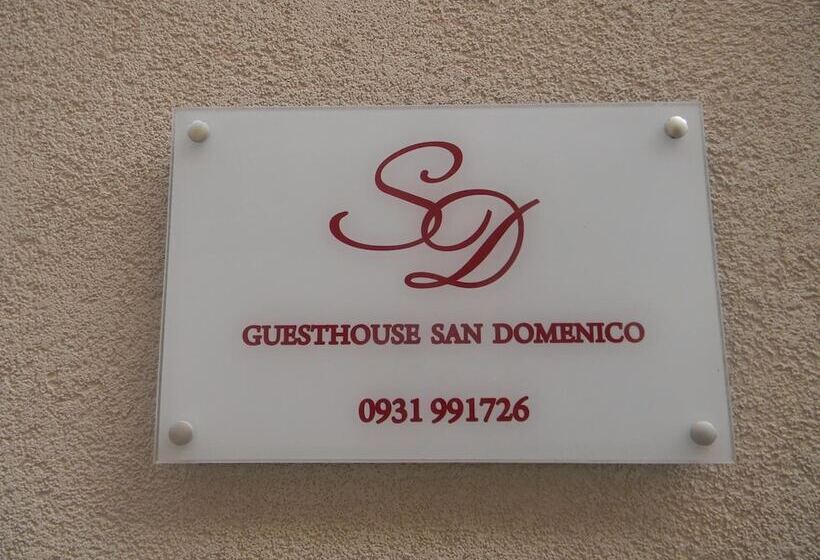 SD
GUESTHOUSE SAN DOMENICO
0931 991726